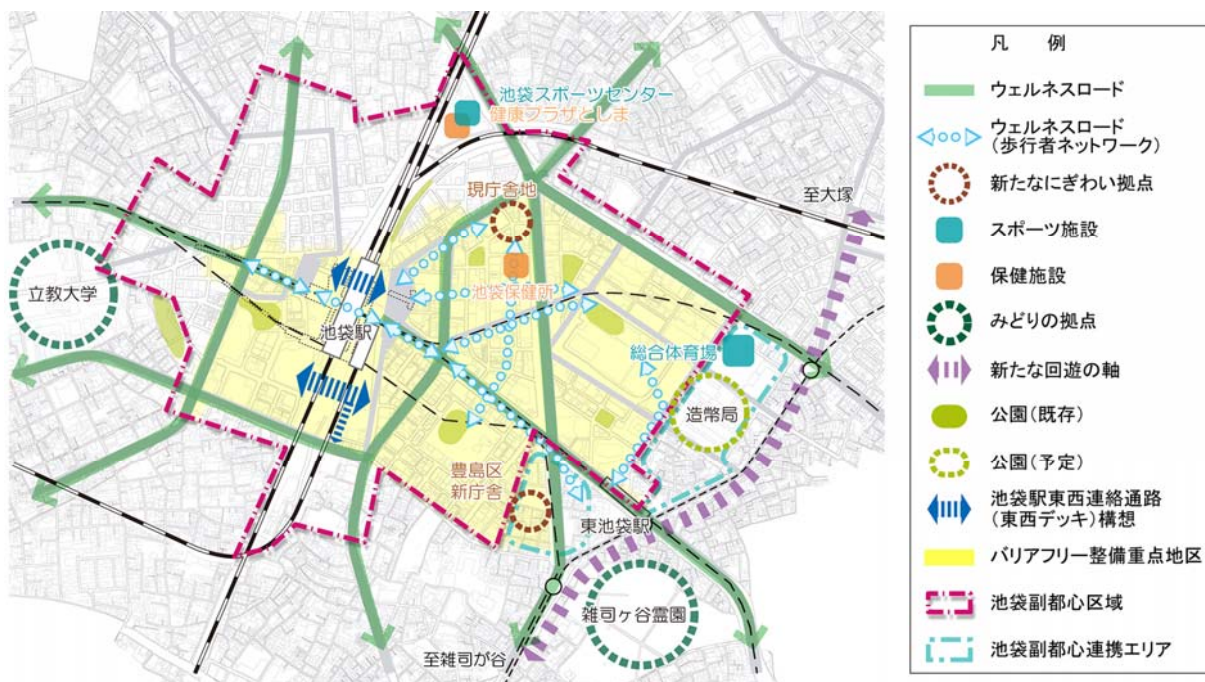 池袋スポーツセンター
健康プラザとしま
現庁舎地
至大塚
立教大学
池袋駅
池袋保健所
総合体育場
造幣局
豊島区
新庁舎
東池袋駅
雑司ヶ谷霊園
至雑司が谷
凡 例
ウェルネスロード
ウェルネスロード
(歩行者ネットワーク)
新たなにぎわい拠点
スポーツ施設
保健施設
みどりの拠点
新たな回遊の軸
公園(既存)
公園(予定)
池袋駅東西連絡通路
(東西デッキ)構想
バリアフリー整備重点地区
池袋副都心区域
池袋副都心連携エリア